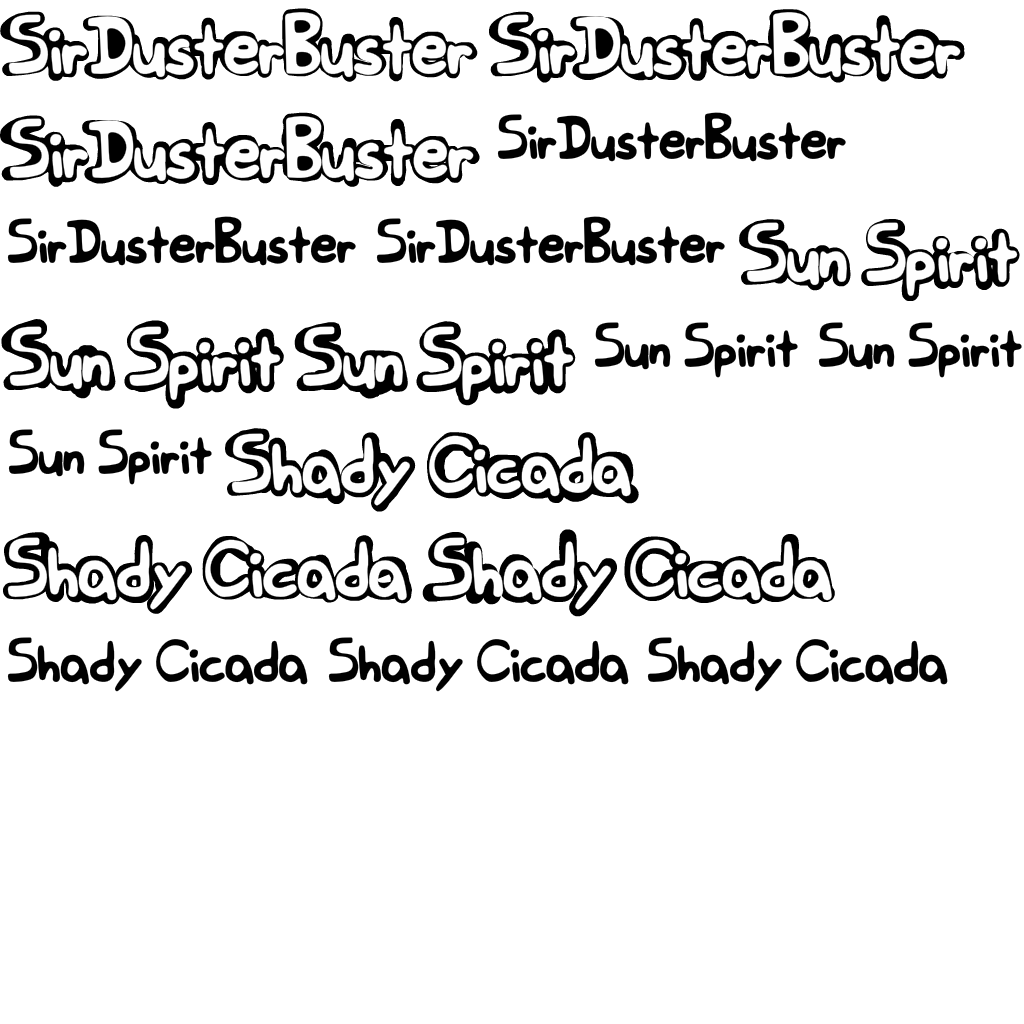 SirDusterBuster SirDusterBuster
SirDusterBuster SirDusterBuster
SirDusterBuster SirDusterBuster Sun Spirit
Sun Spirit Sun Spirit Sun Spirit Sun Spirit
Sun Spirit Shady Cicada
Shady Cicada Shady Cicada
Shady Cicada Shady Cicada Shady Cicada